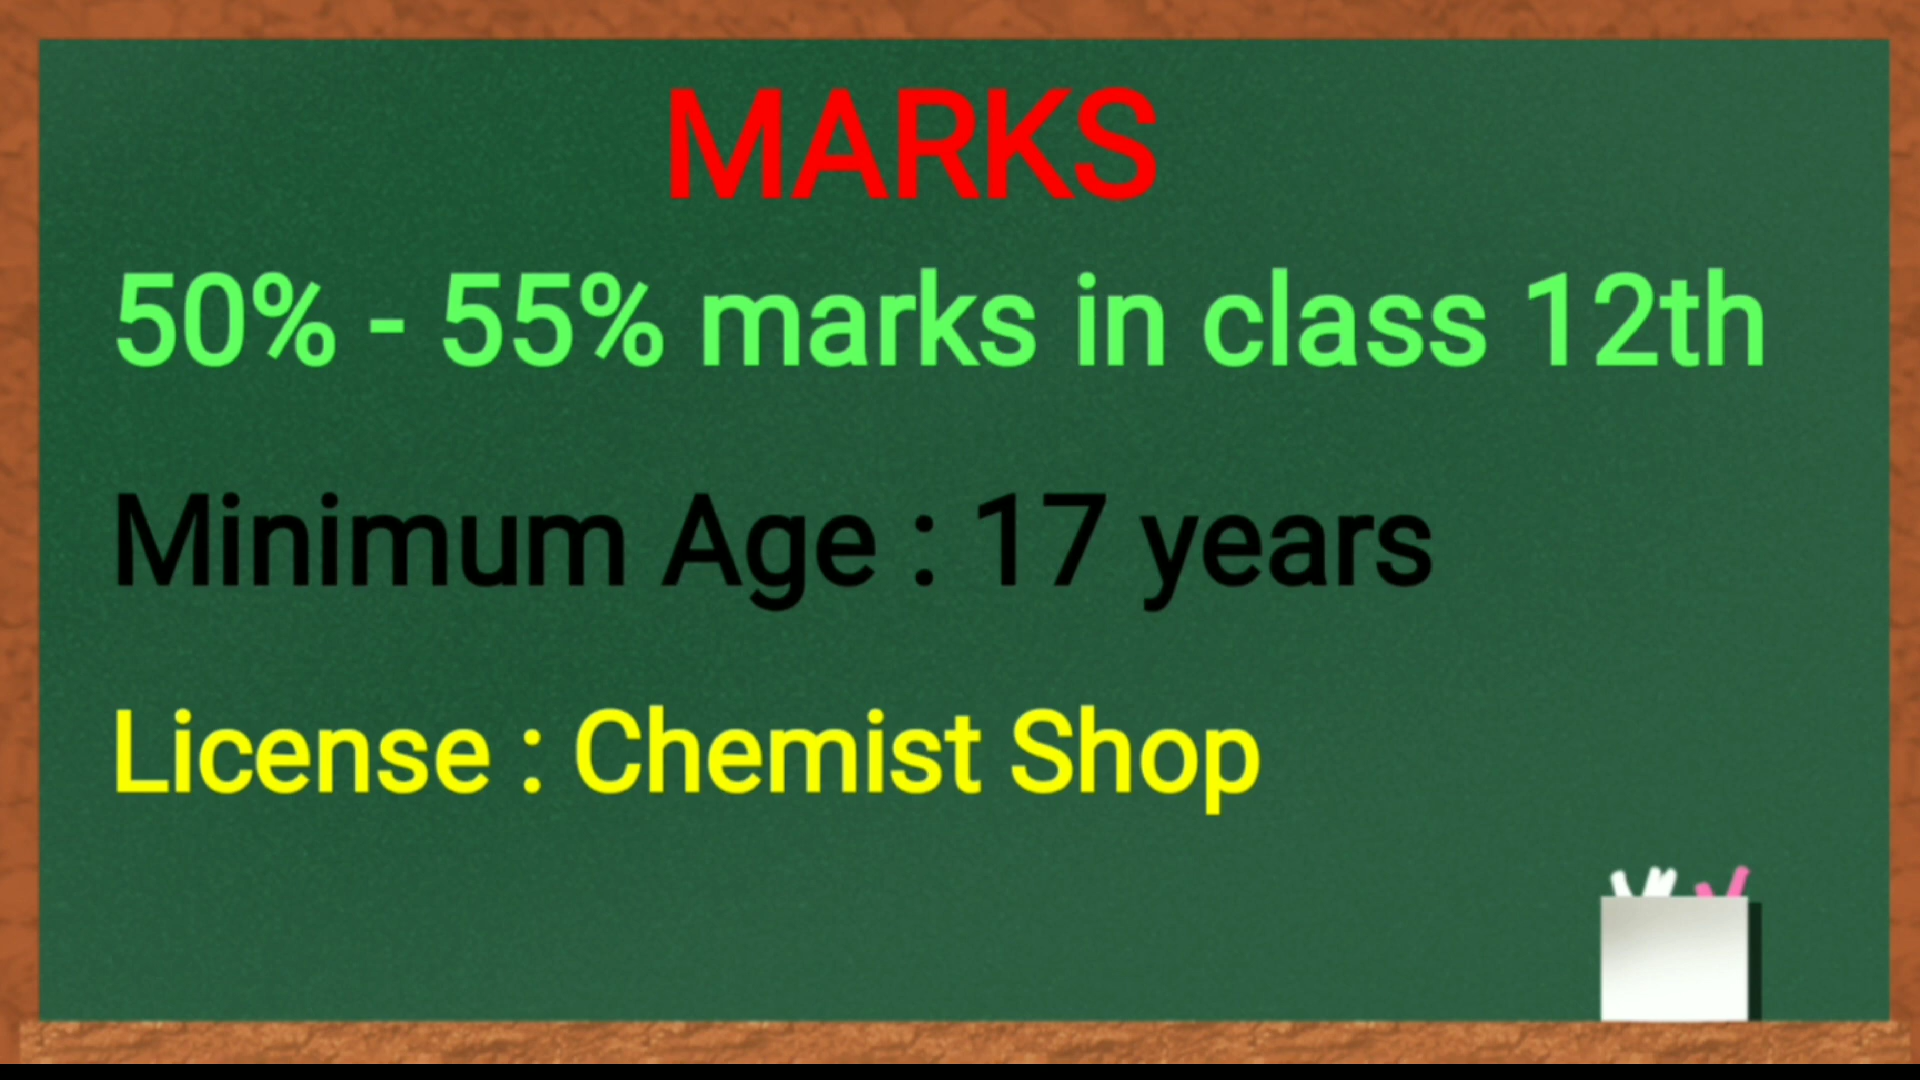 MARKS
50% - 55% marks in class 12th
Minimum Age : 17 years
License : Chemist Shop